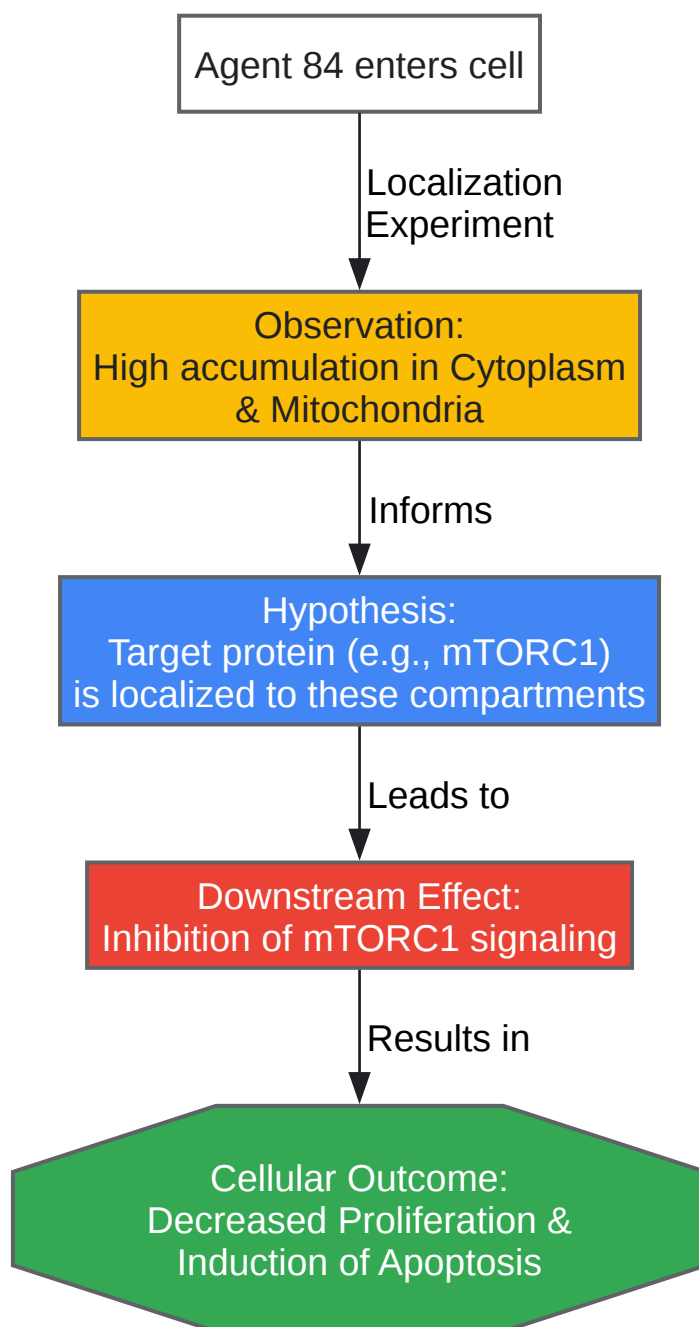 Agent 84 enters cell
Localization
Experiment
Observation:
High accumulation in Cytoplasm
& Mitochondria
Informs
Hypothesis:
Target protein (e.g., mTORC1)
is localized to these compartments
Leads to
Downstream Effect:
Inhibition of mTORC1 signaling
Results in
Cellular Outcome:
Decreased Proliferation &
Induction of Apoptosis